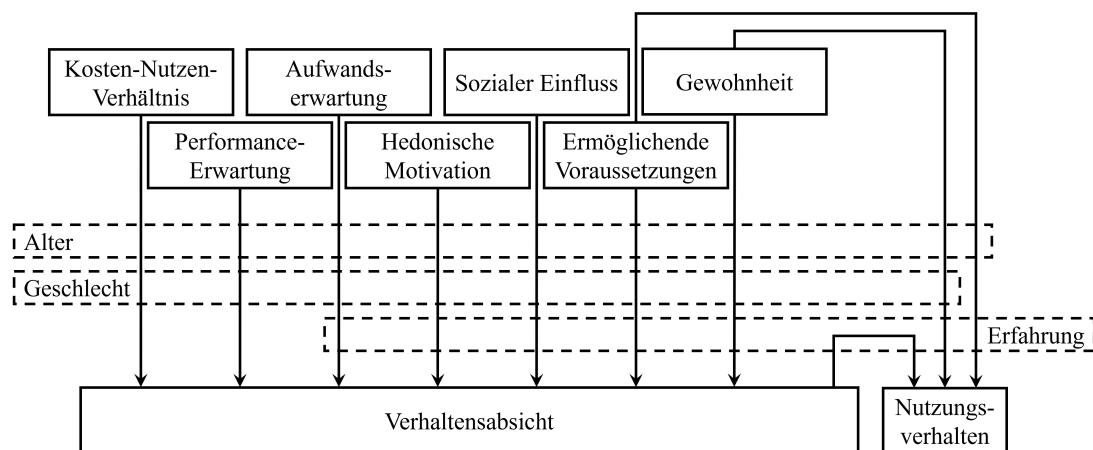 Kosten-Nutzen-
Verhältnis
Aufwands-
erwartung
Sozialer Einfluss
Gewohnheit
Performance-
Erwartung
Hedonische
Motivation
Ermöglichende
Voraussetzungen
Alter
Geschlecht
Erfahrung
Verhaltensabsicht
Nutzungs-
verhalten